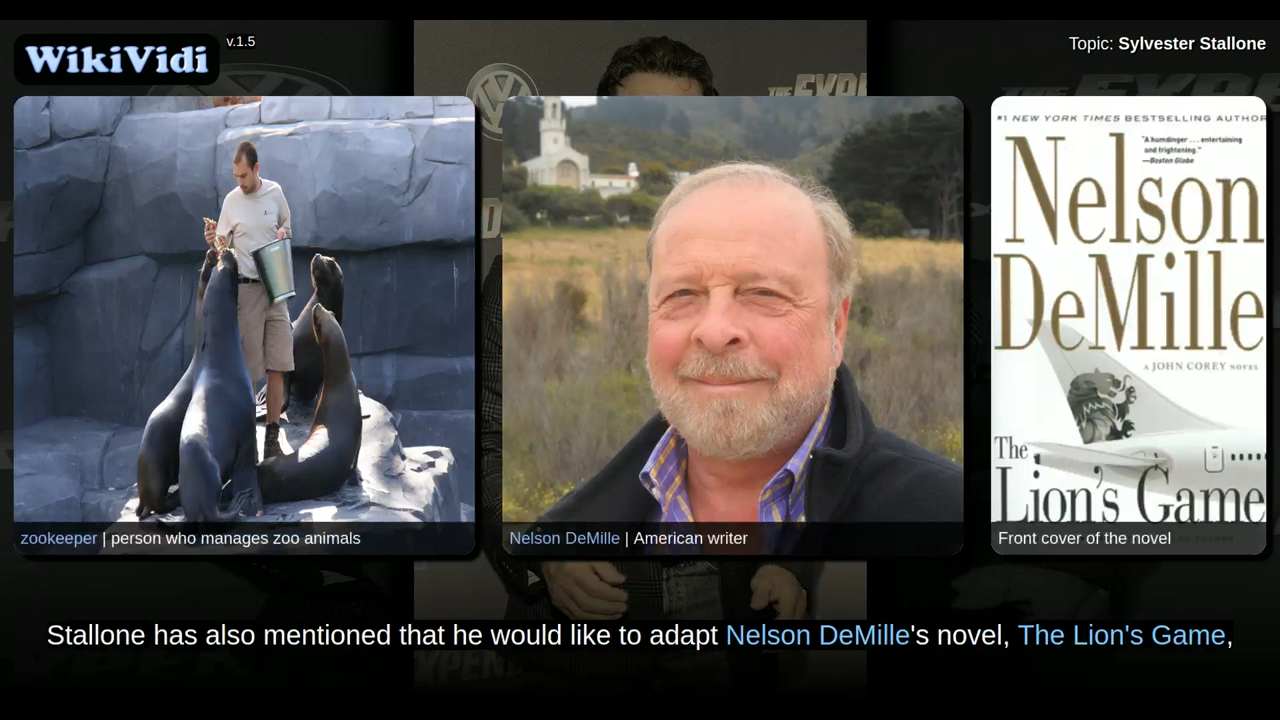 WikiVidi
v.1.5
Topic: Sylvester Stallone
#1 NEW YORK TIMES BESTSELLING AUTHOR
"A humdinger . . . entertaining
and frightening."
—Boston Globe
Nelson
DeMille
A JOHN COREY NOVEL
The
Lion's Game
zookeeper | person who manages zoo animals
Nelson DeMille | American writer
Front cover of the novel
Stallone has also mentioned that he would like to adapt Nelson DeMille's novel, The Lion's Game,